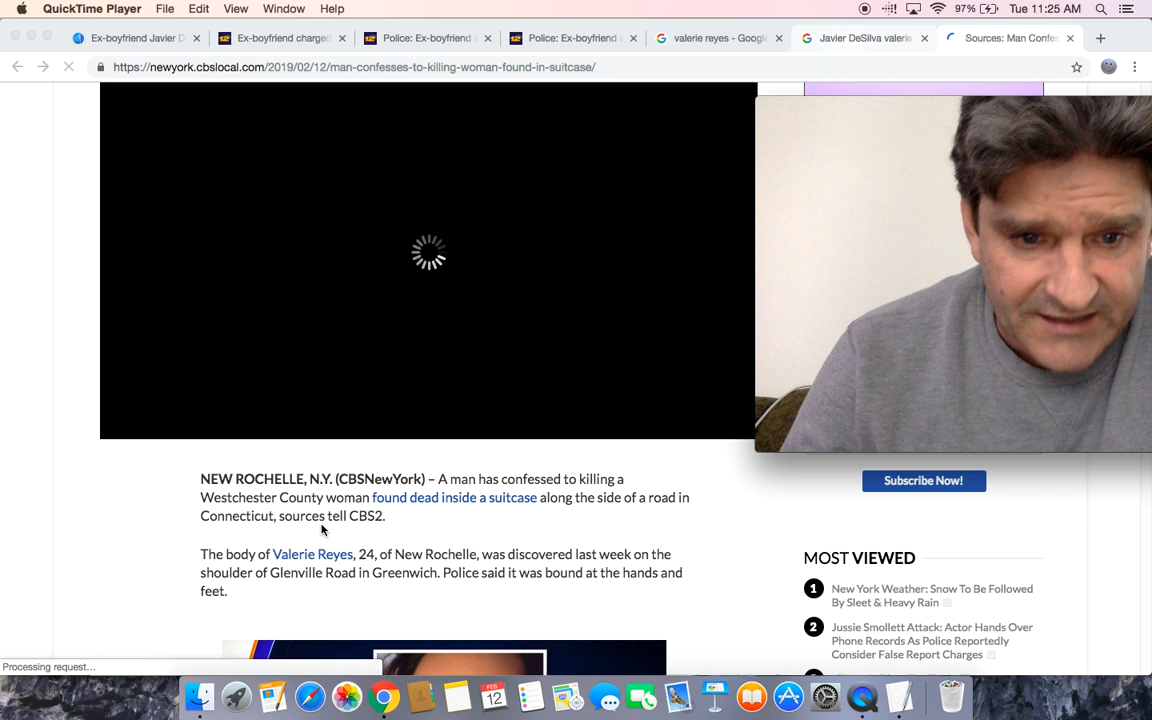 QuickTime Player File Edit View Window Help 97% Tue 11:25 AM
Ex-boyfriend Javier D Ex-boyfriend charged Police: Ex-boyfriend Police: Ex-boyfriend valerie reyes - Google Javier DeSilva valerie Sources: Man Confes
https://newyork.cbslocal.com/2019/02/12/man-confesses-to-killing-woman-found-in-suitcase/
NEW ROCHELLE, N.Y. (CBSNewYork) – A man has confessed to killing a
Westchester County woman found dead inside a suitcase along the side of a road in
Connecticut, sources tell CBS2.
The body of Valerie Reyes, 24, of New Rochelle, was discovered last week on the
shoulder of Glenville Road in Greenwich. Police said it was bound at the hands and
feet.
Subscribe Now!
MOST VIEWED
1 New York Weather: Snow To Be Followed
By Sleet & Heavy Rain
2 Jussie Smollett Attack: Actor Hands Over
Phone Records As Police Reportedly
Consider False Report Charges
Processing request...
FEB
12